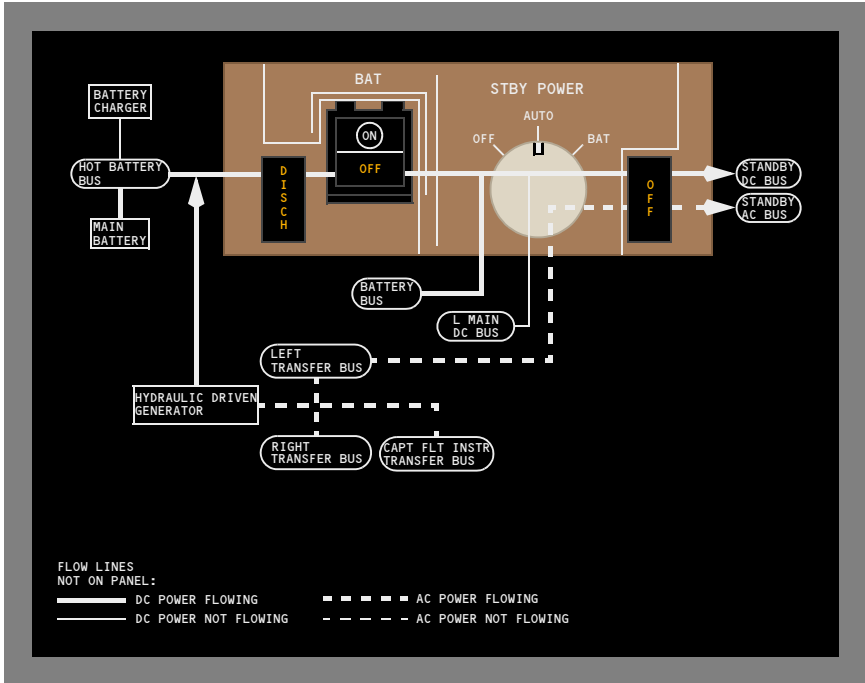 BAT
STBY POWER
BATTERY
CHARGER
AUTO
ON
OFF
BAT
HOT BATTERY
BUS
D
I
S
C
H
OFF
O
F
F
STANDBY
DC BUS
STANDBY
AC BUS
MAIN
BATTERY
BATTERY
BUS
L MAIN
DC BUS
LEFT
TRANSFER BUS
HYDRAULIC DRIVEN
GENERATOR
RIGHT
TRANSFER BUS
CAPT FLT INSTR
TRANSFER BUS
FLOW LINES
NOT ON PANEL:
DC POWER FLOWING
AC POWER FLOWING
DC POWER NOT FLOWING
AC POWER NOT FLOWING